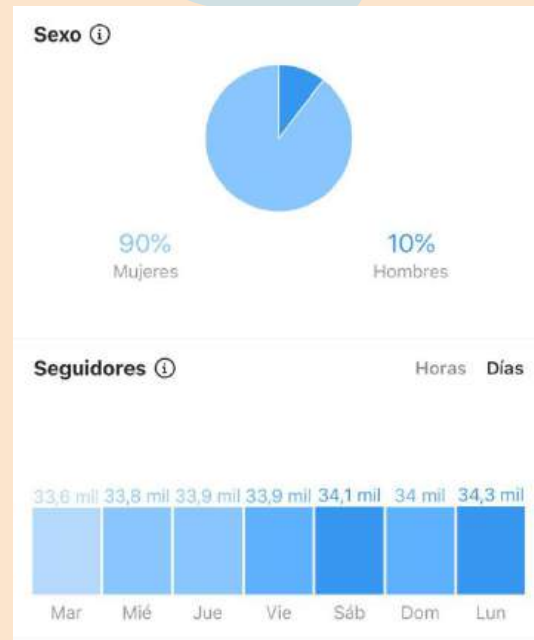 Sexo
90% 10%
Mujeres Hombres
Seguidores Horas Días
33,6 mil 33,8 mil 33,9 mil 33,9 mil 34,1 mil 34 mil 34,3 mil
Mar Mié Jue Vie Sáb Dom Lun